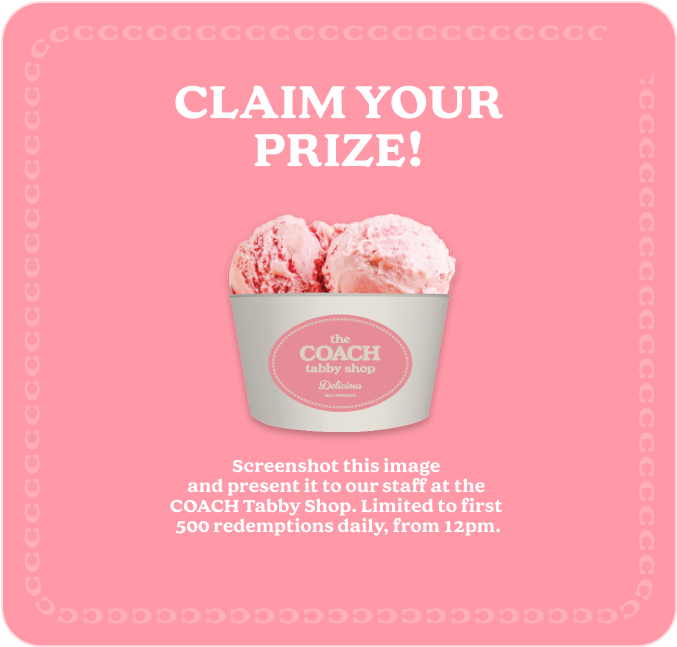 CLAIM YOUR
PRIZE!
the
COACH
tabby shop
Delicious
Screenshot this image
and present it to our staff at the
COACH Tabby Shop. Limited to first
500 redemptions daily, from 12pm.